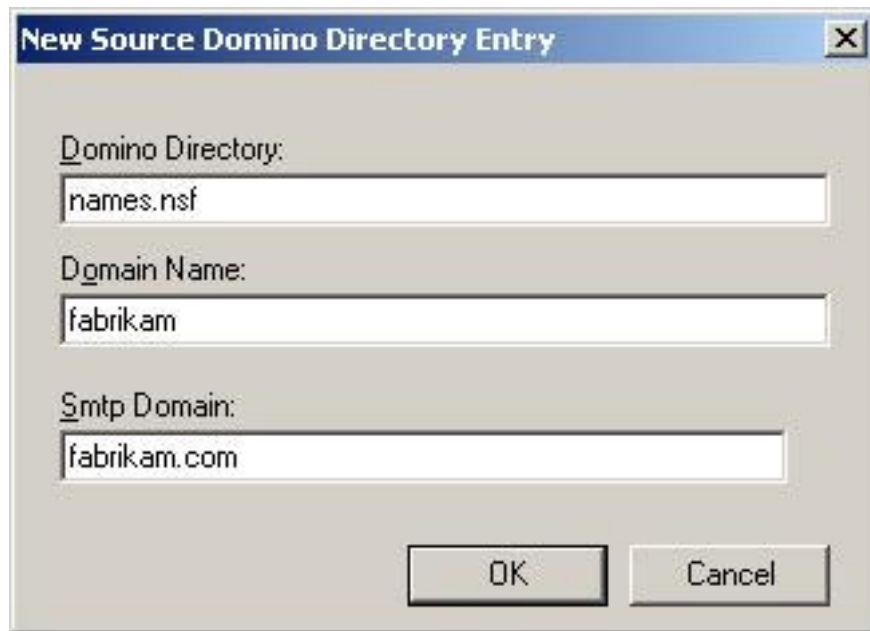 New Source Domino Directory Entry
Domino Directory:
names.nsf
Domain Name:
fabrikam
Smtp Domain:
fabrikam.com
OK Cancel